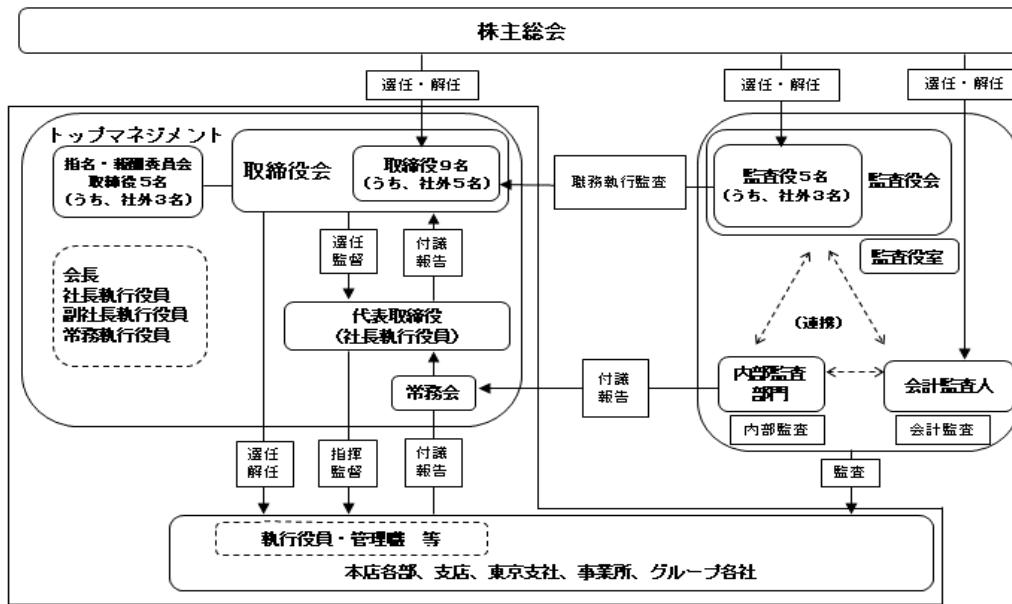 株主総会
選任・解任
選任・解任
選任・解任
トップマネジメント
指名・報酬委員会
取締役５名
（うち、社外３名）
取締役会
取締役９名
（うち、社外５名）
職務執行監査
監査役５名
（うち、社外３名）
監査役会
監査役室
選任
監督
付議
報告
会長
社長執行役員
副社長執行役員
常務執行役員
代表取締役
（社長執行役員）
（連携）
常務会
付議
報告
内部監査
部門
会計監査人
内部監査
会計監査
選任
解任
指揮
監督
付議
報告
監査
執行役員・管理職　等
本店各部、支店、東京支社、事業所、グループ各社